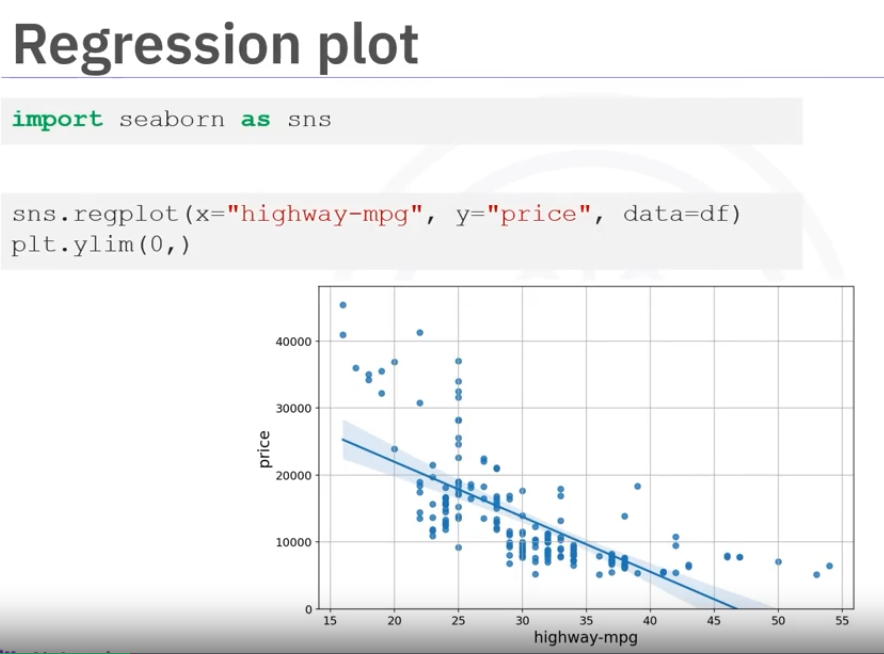 Regression plot
import seaborn as sns
sns.regplot(x="highway-mpg", y="price", data=df)
plt.ylim(0,)
40000
30000
20000
10000
0
price
15 20 25 30 35 40 45 50 55
highway-mpg